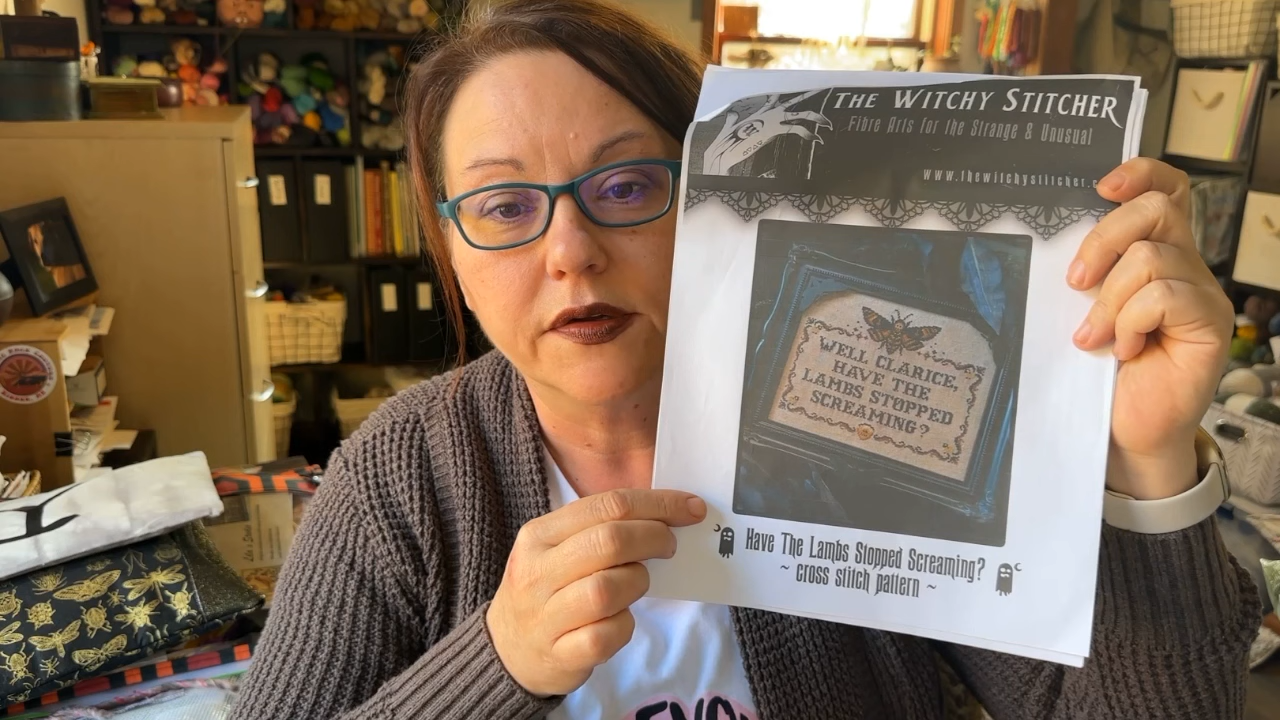 THE WITCHY STITCHER
Fibre Arts for the Strange & Unusual
www.thewitchystitcher.
WELL CLARICE,
HAVE THE
LAMBS STØPPED
SCREAMING?
Have The Lambs Stopped Screaming?
~ cross stitch pattern ~